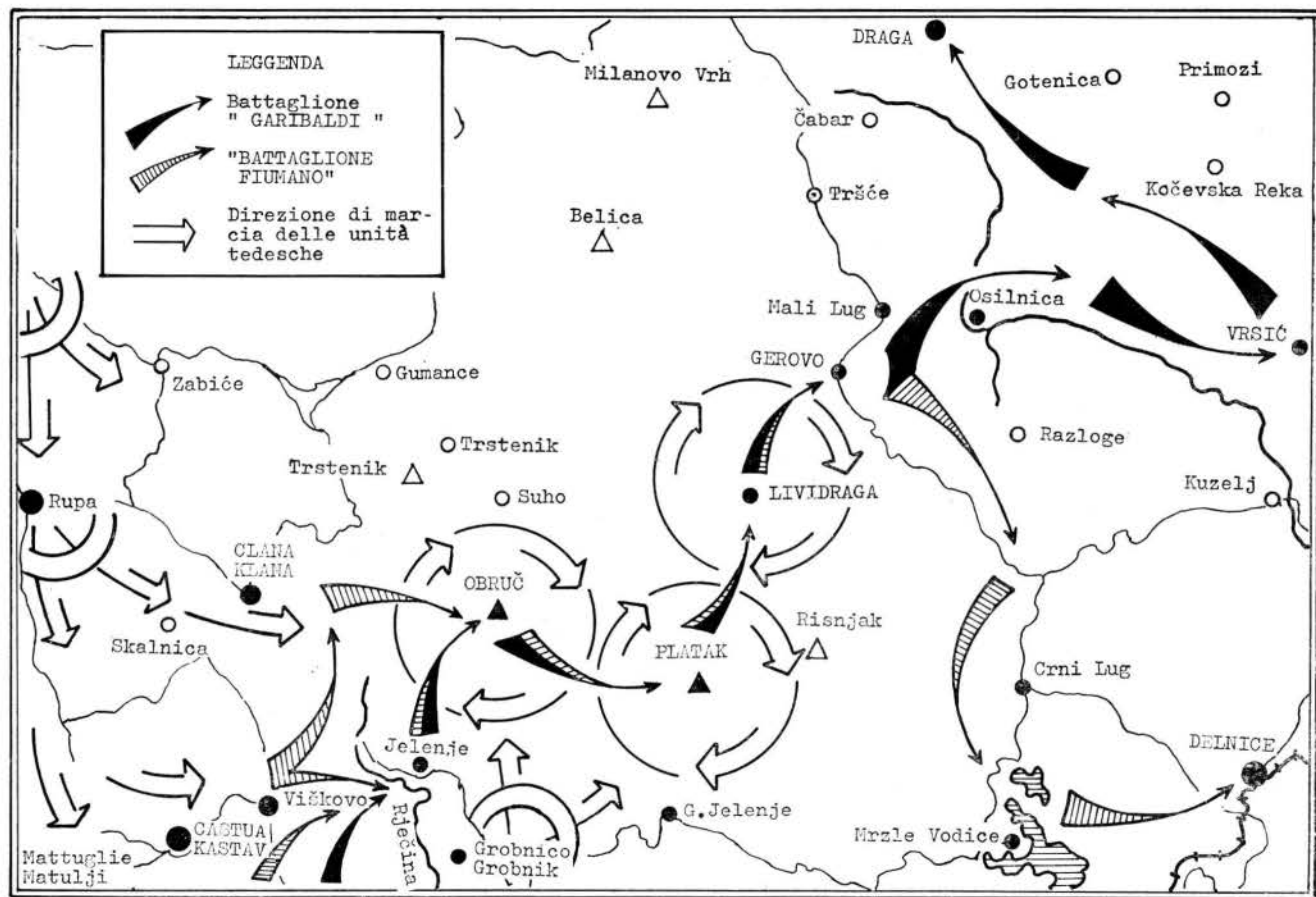 LEGGENDA
Battaglione
" GARIBALDI "
"BATTAGLIONE
FIUMANO"
Direzione di mar-
cia delle unità
tedesche
DRAGA
Gotenica
Primozi
Milanovo Vrh
Čabar
Kočevska Reka
Tršće
Belica
Mali Lug
Osilnica
VRSIĆ
Zabiće
Gumance
GEROVO
Trstenik
Trstenik
Razloge
Suho
LIVIDRAGA
Kuzelj
Rupa
CLANA
KLANA
OBRUČ
Skalnica
PLATAK
Risnjak
Crni Lug
Jelenje
DELNICE
Viškovo
G.Jelenje
CASTUA
KASTAV
Rječina
Grobnico
Grobnik
Mrzle Vodice
Mattuglie
Matulji